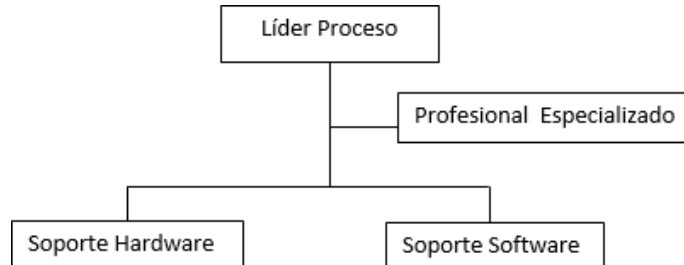 Líder Proceso
Profesional Especializado
Soporte Hardware
Soporte Software